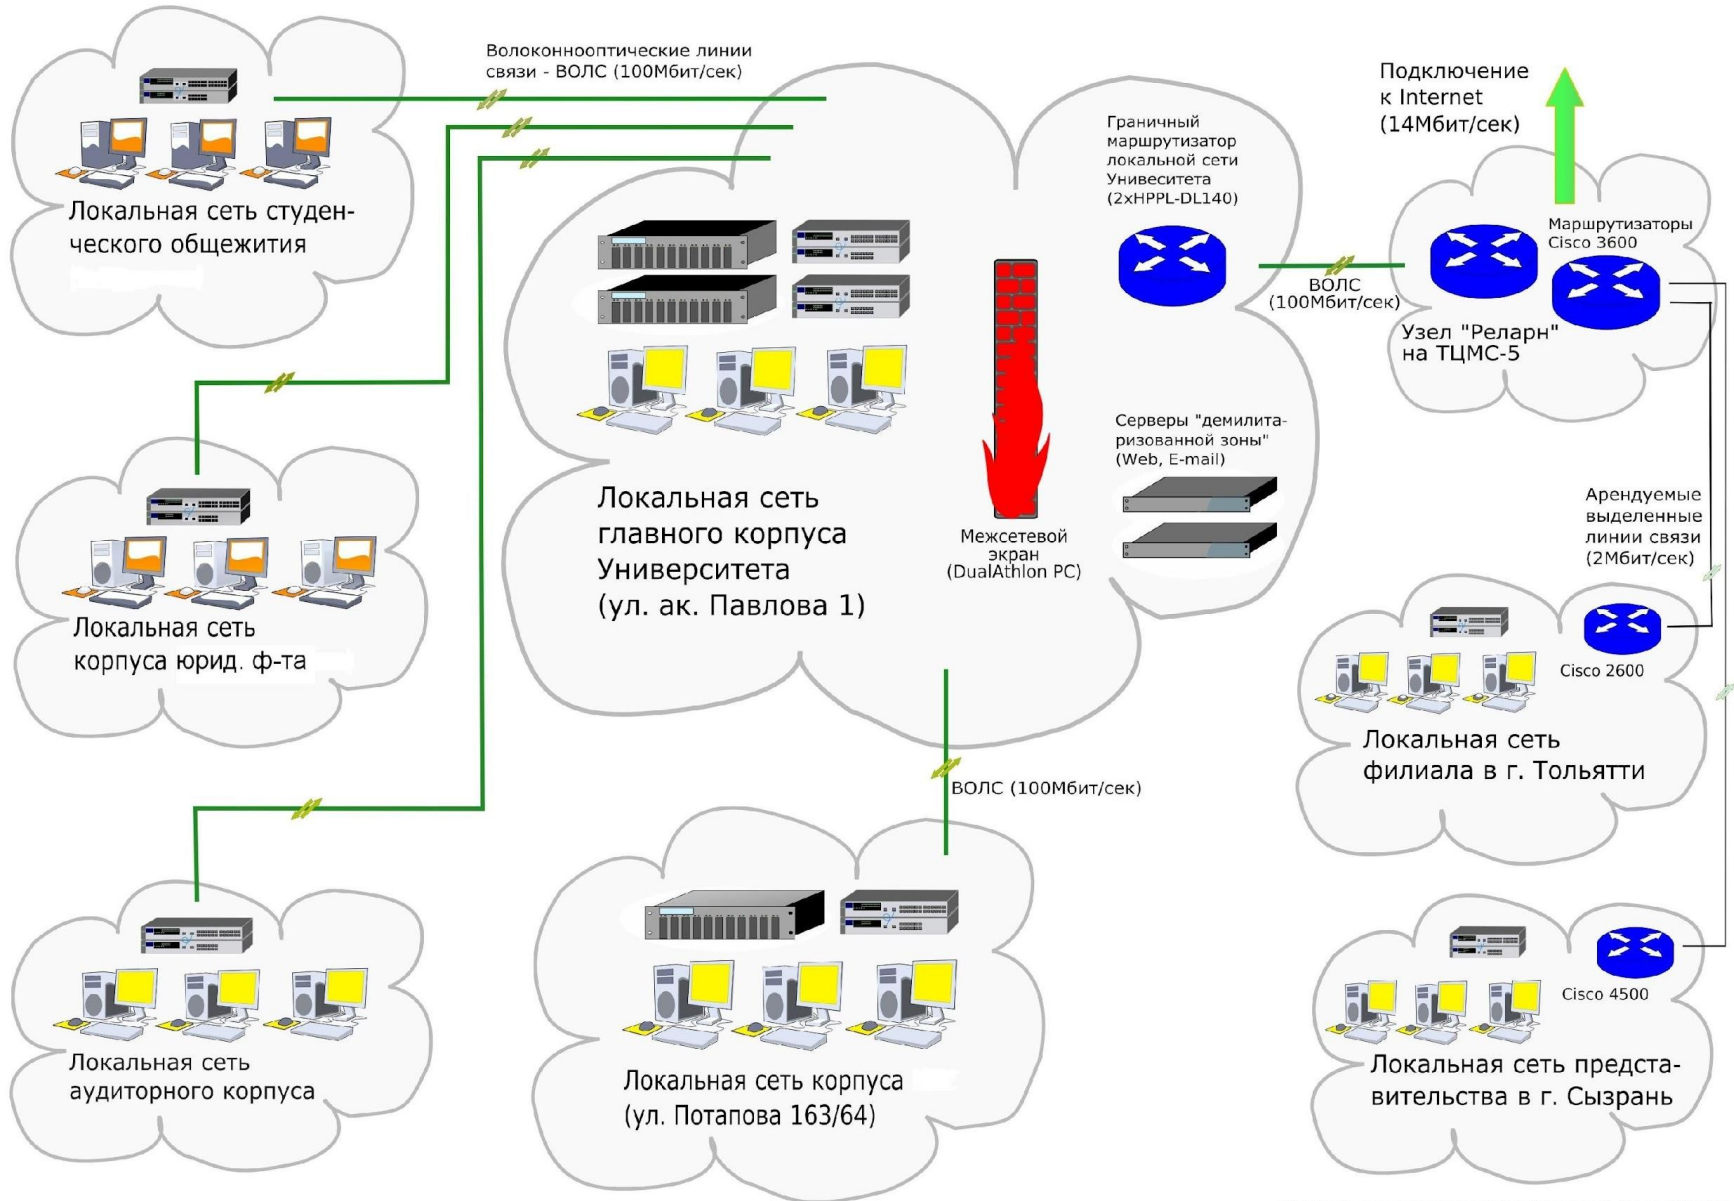 Волоконнооптические линии
связи - ВОЛС (100Мбит/сек)
Локальная сеть студен-
ческого общежития
Граничный
маршрутизатор
локальной сети
Унивеситета
(2xHPPL-DL140)
Подключение
к Internet
(14Мбит/сек)
Маршрутизаторы
Cisco 3600
ВОЛС
(100Мбит/сек)
Узел "Реларн"
на ТЦМС-5
Серверы "демилита-
ризованной зоны"
(Web, E-mail)
Локальная сеть
главного корпуса
Университета
(ул. ак. Павлова 1)
Межсетевой
экран
(DualAthlon PC)
Арендуемые
выделенные
линии связи
(2Мбит/сек)
Локальная сеть
корпуса юрид. ф-та
Cisco 2600
Локальная сеть
филиала в г. Тольятти
ВОЛС (100Мбит/сек)
Cisco 4500
Локальная сеть
аудиторного корпуса
Локальная сеть корпуса
(ул. Потапова 163/64)
Локальная сеть предста-
вительства в г. Сызрань